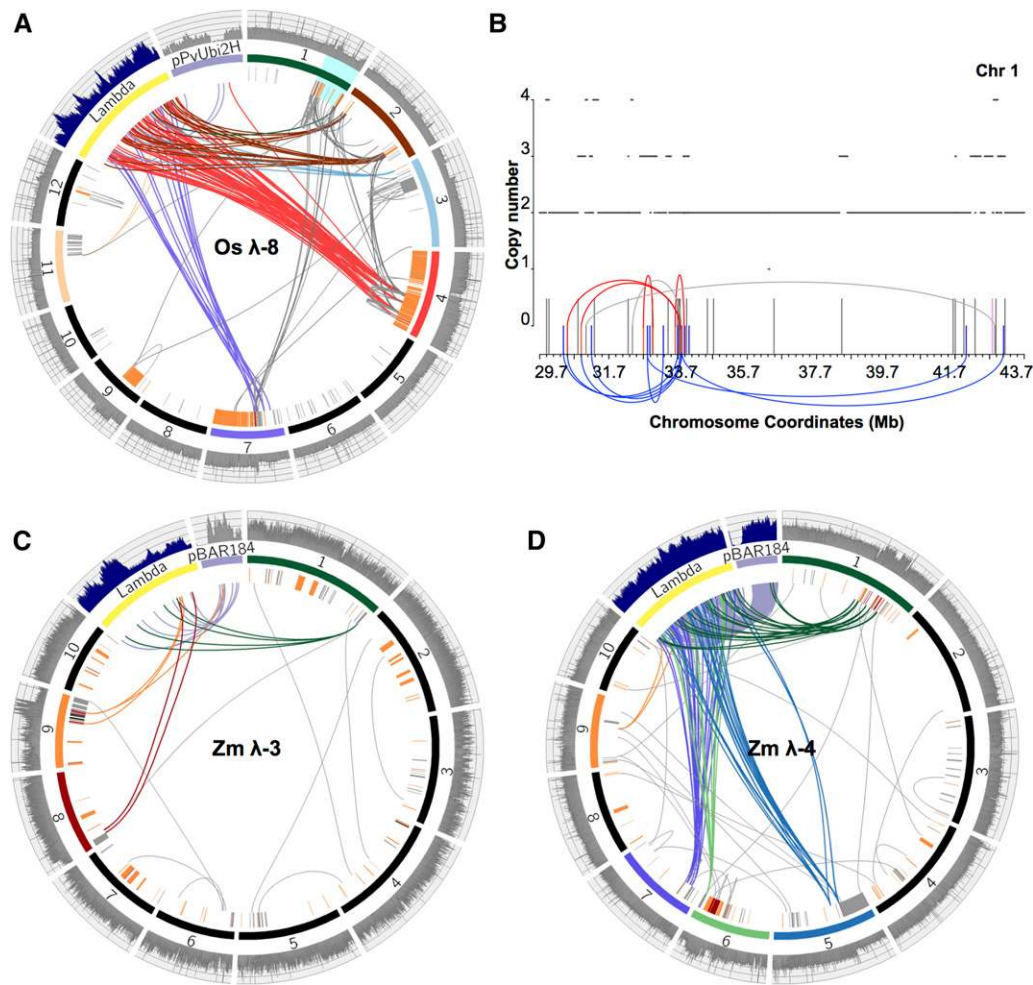 A
pPvUbi2H
Lambda
1
2
3
4
5
6
7
8
9
10
11
12
Os λ-8
B
Chr 1
Copy number
4
3
2
1
0
29.7 31.7 33.7 35.7 37.7 39.7 41.7 43.7
Chromosome Coordinates (Mb)
C
pBAR184
Lambda
1
2
3
4
5
6
7
8
9
10
Zm λ-3
D
pBAR184
Lambda
1
2
3
4
5
6
7
8
9
10
Zm λ-4